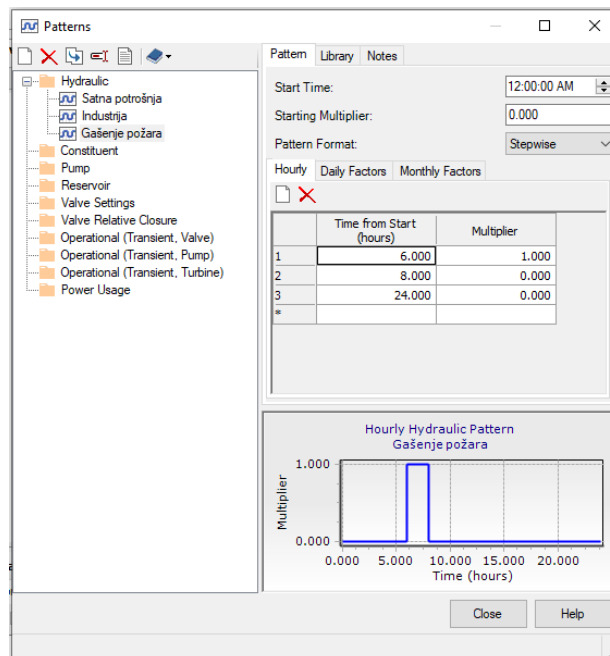 Patterns
Hydraulic
Satna potrošnja
Industrija
Gašenje požara
Constituent
Pump
Reservoir
Valve Settings
Valve Relative Closure
Operational (Transient, Valve)
Operational (Transient, Pump)
Operational (Transient, Turbine)
Power Usage
Pattern Library Notes
Start Time: 12:00:00 AM
Starting Multiplier: 0.000
Pattern Format: Stepwise
Hourly Daily Factors Monthly Factors
Time from Start (hours) Multiplier
1 6.000 1.000
2 8.000 0.000
3 24.000 0.000
*
Hourly Hydraulic Pattern
Gašenje požara
Multiplier
1.000
0.000
0.000 5.000 10.000 15.000 20.000
Time (hours)
Close Help